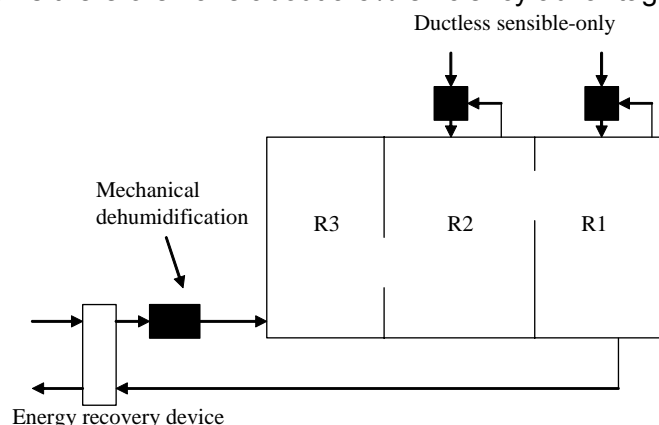 Ductless sensible-only
Mechanical
dehumidification
R3
R2
R1
Energy recovery device